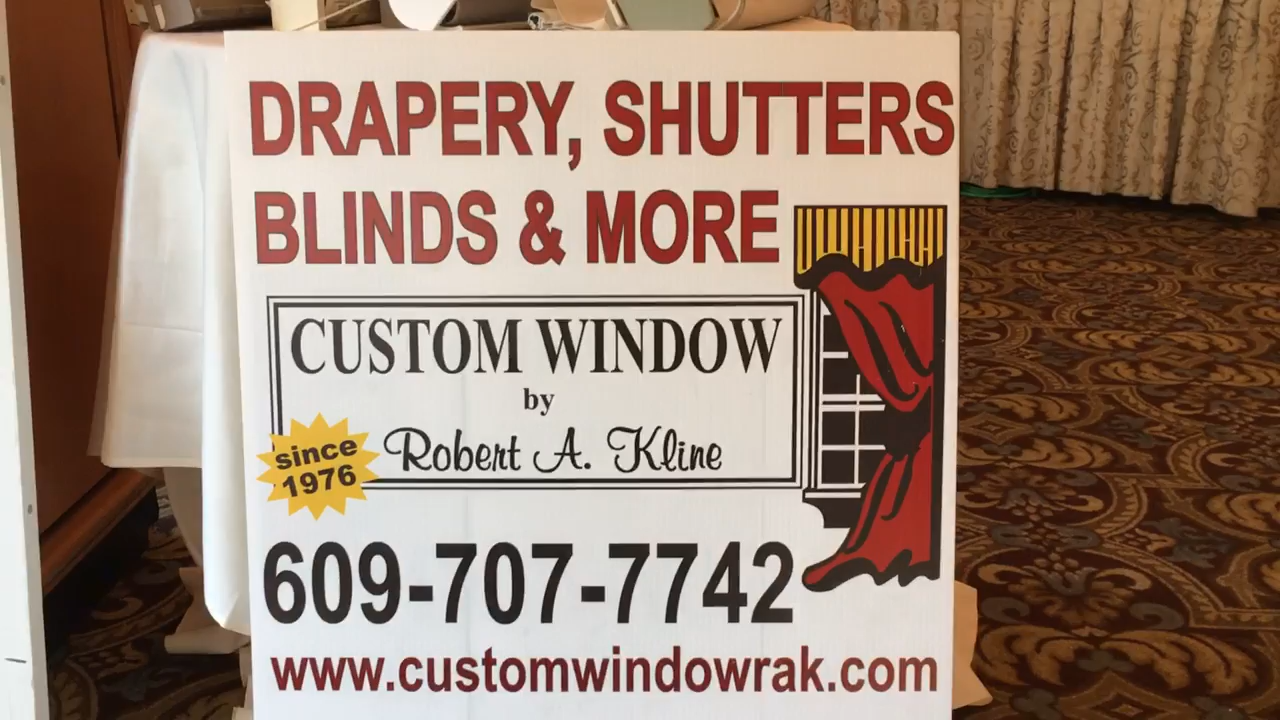 DRAPERY, SHUTTERS
BLINDS & MORE
CUSTOM WINDOW
by
Robert A. Kline
since
1976
609-707-7742
www.customwindowrak.com